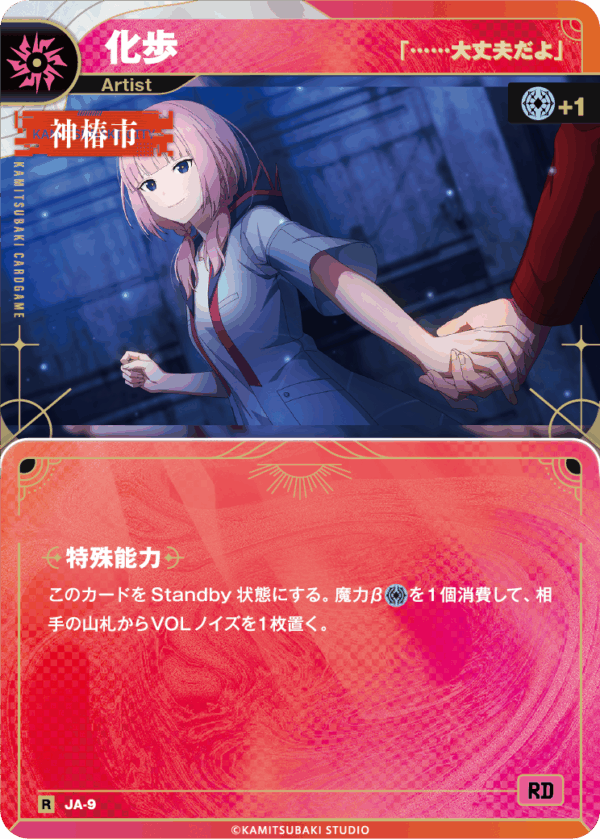 化歩
「……大丈夫だよ」
Artist
+1
神椿市
KAMITSUBAKI CARDGAME
特殊能力
このカードを Standby 状態にする。魔力βを1個消費して、相
手の山札からVOLノイズを1枚置く。
RD
R JA-9
©KAMITSUBAKI STUDIO